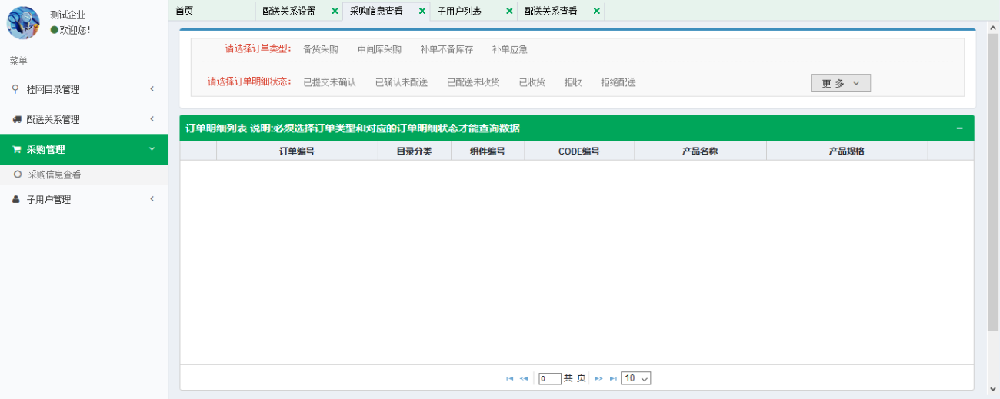 测试企业
欢迎您!
菜单
挂网目录管理
配送关系管理
采购管理
采购信息查看
子用户管理
首页 配送关系设置 采购信息查看 子用户列表 配送关系查看
请选择订单类型: 备货采购 中间库采购 补单不备库存 补单应急
请选择订单明细状态: 已提交未确认 已确认未配送 已配送未收货 已收货 拒收 拒绝配送 更多
订单明细列表 说明:必须选择订单类型和对应的订单明细状态才能查询数据
订单编号 目录分类 组件编号 CODE编号 产品名称 产品规格
0 共 页 10